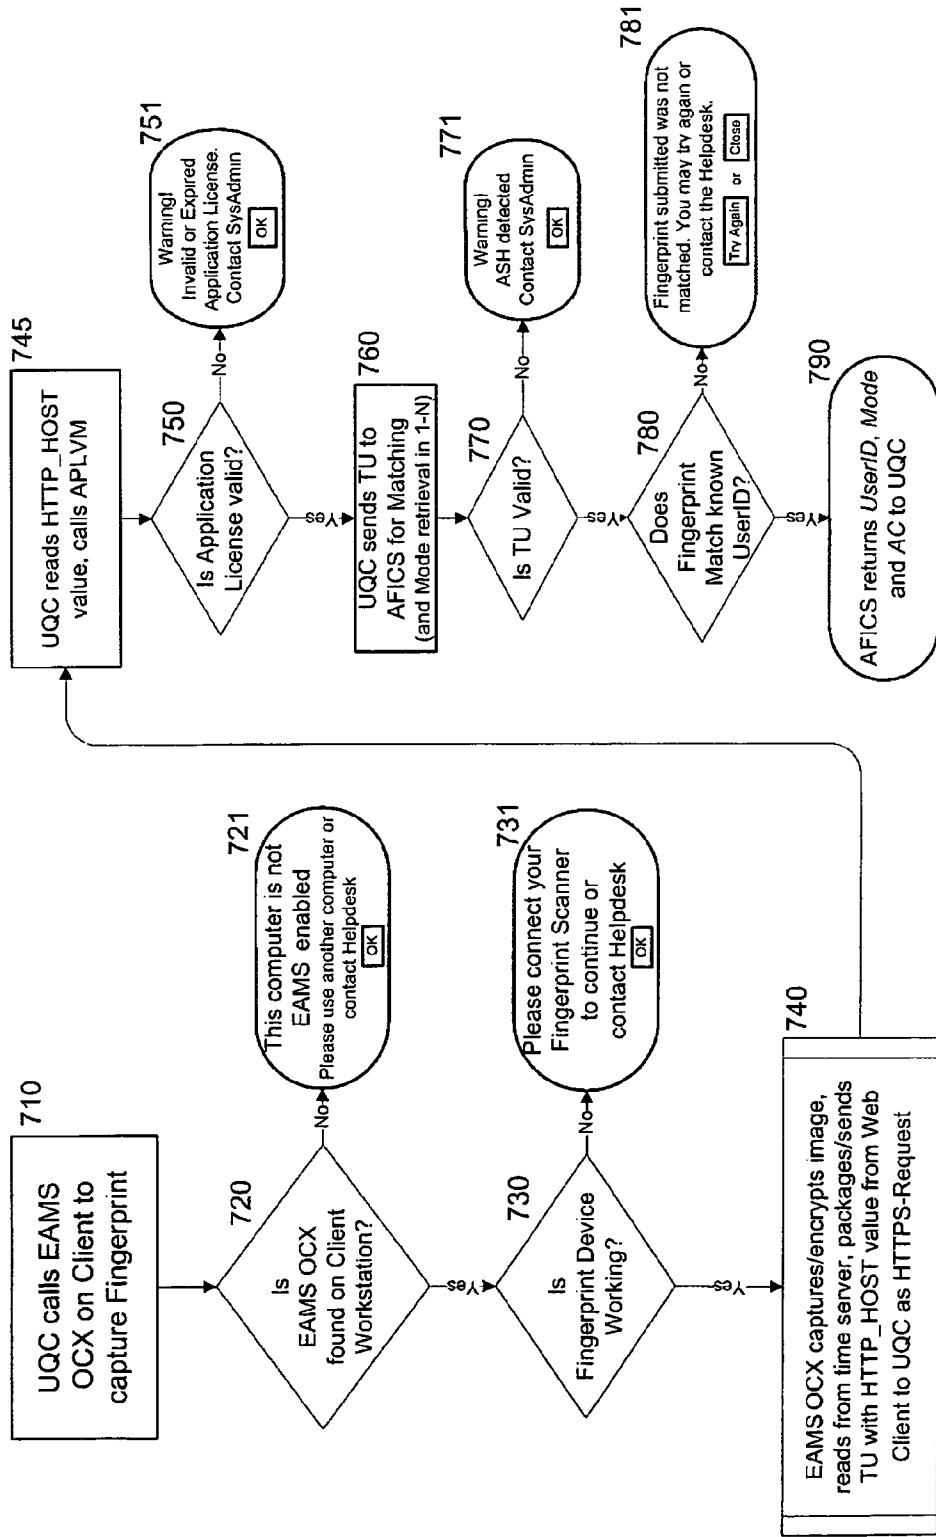 710
UQC calls EAMS
OCX on Client to
capture Fingerprint
720
Is
EAMS OCX
found on Client
Workstation?
No
721
This computer is not
EAMS enabled
Please use another computer or
contact Helpdesk
OK
Yes
730
Is
Fingerprint Device
Working?
No
731
Please connect your
Fingerprint Scanner
to continue or
contact Helpdesk
OK
Yes
740
EAMS OCX captures/encrypts image,
reads from time server, packages/sends
TU with HTTP_HOST value from Web
Client to UQC as HTTPS-Request
745
UQC reads HTTP_HOST
value, calls APLVM
750
Is Application
License valid?
No
751
Warning!
Invalid or Expired
Application License.
Contact SysAdmin
OK
Yes
760
UQC sends TU to
AFICS for Matching
(and Mode retrieval in 1-N)
770
Is TU Valid?
No
771
Warning!
ASH detected
Contact SysAdmin
OK
Yes
780
Does
Fingerprint
Match known
UserID?
No
781
Fingerprint submitted was not
matched. You may try again or
contact the Helpdesk.
Try Again or Close
Yes
790
AFICS returns UserID, Mode
and AC to UQC